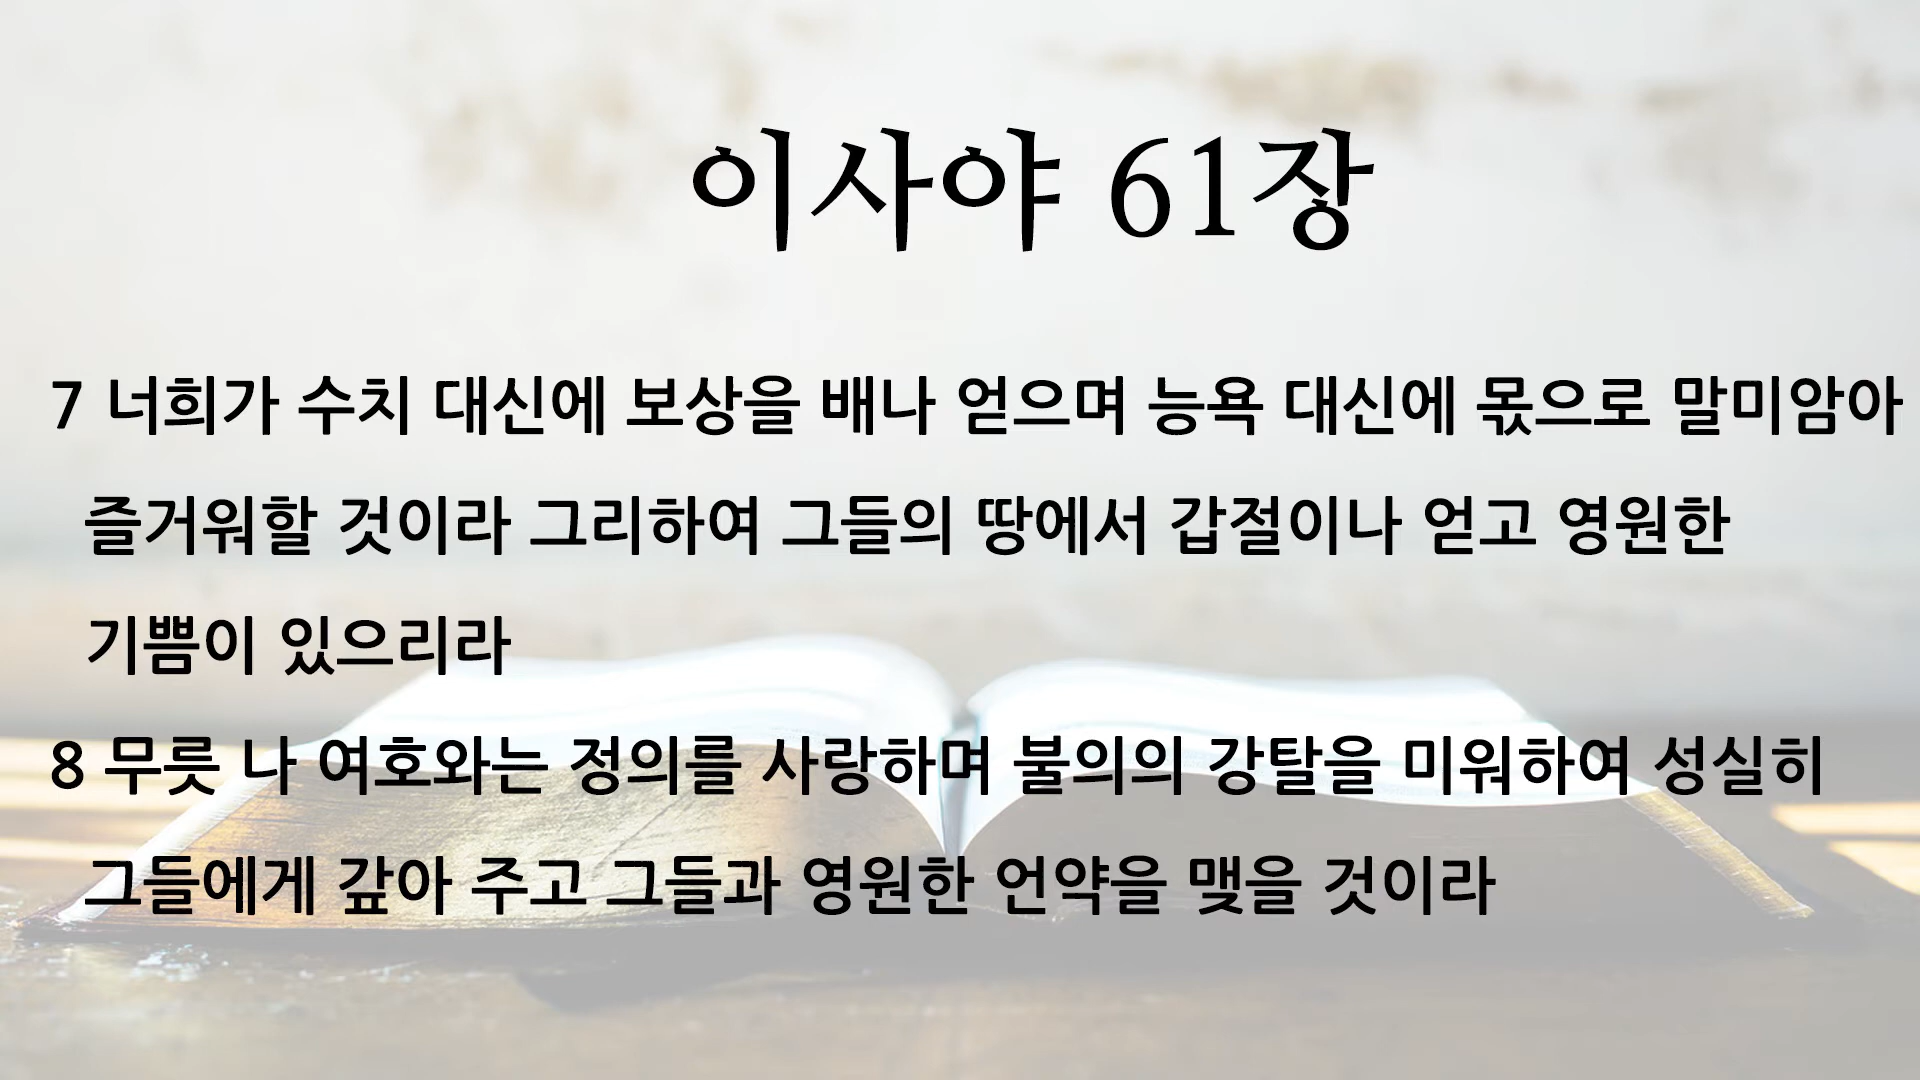 이사야 61장
7 너희가 수치 대신에 보상을 배나 얻으며 능욕 대신에 몫으로 말미암아
즐거워할 것이라 그리하여 그들의 땅에서 갑절이나 얻고 영원한
기쁨이 있으리라
8 무릇 나 여호와는 정의를 사랑하며 불의의 강탈을 미워하여 성실히
그들에게 갚아 주고 그들과 영원한 언약을 맺을 것이라